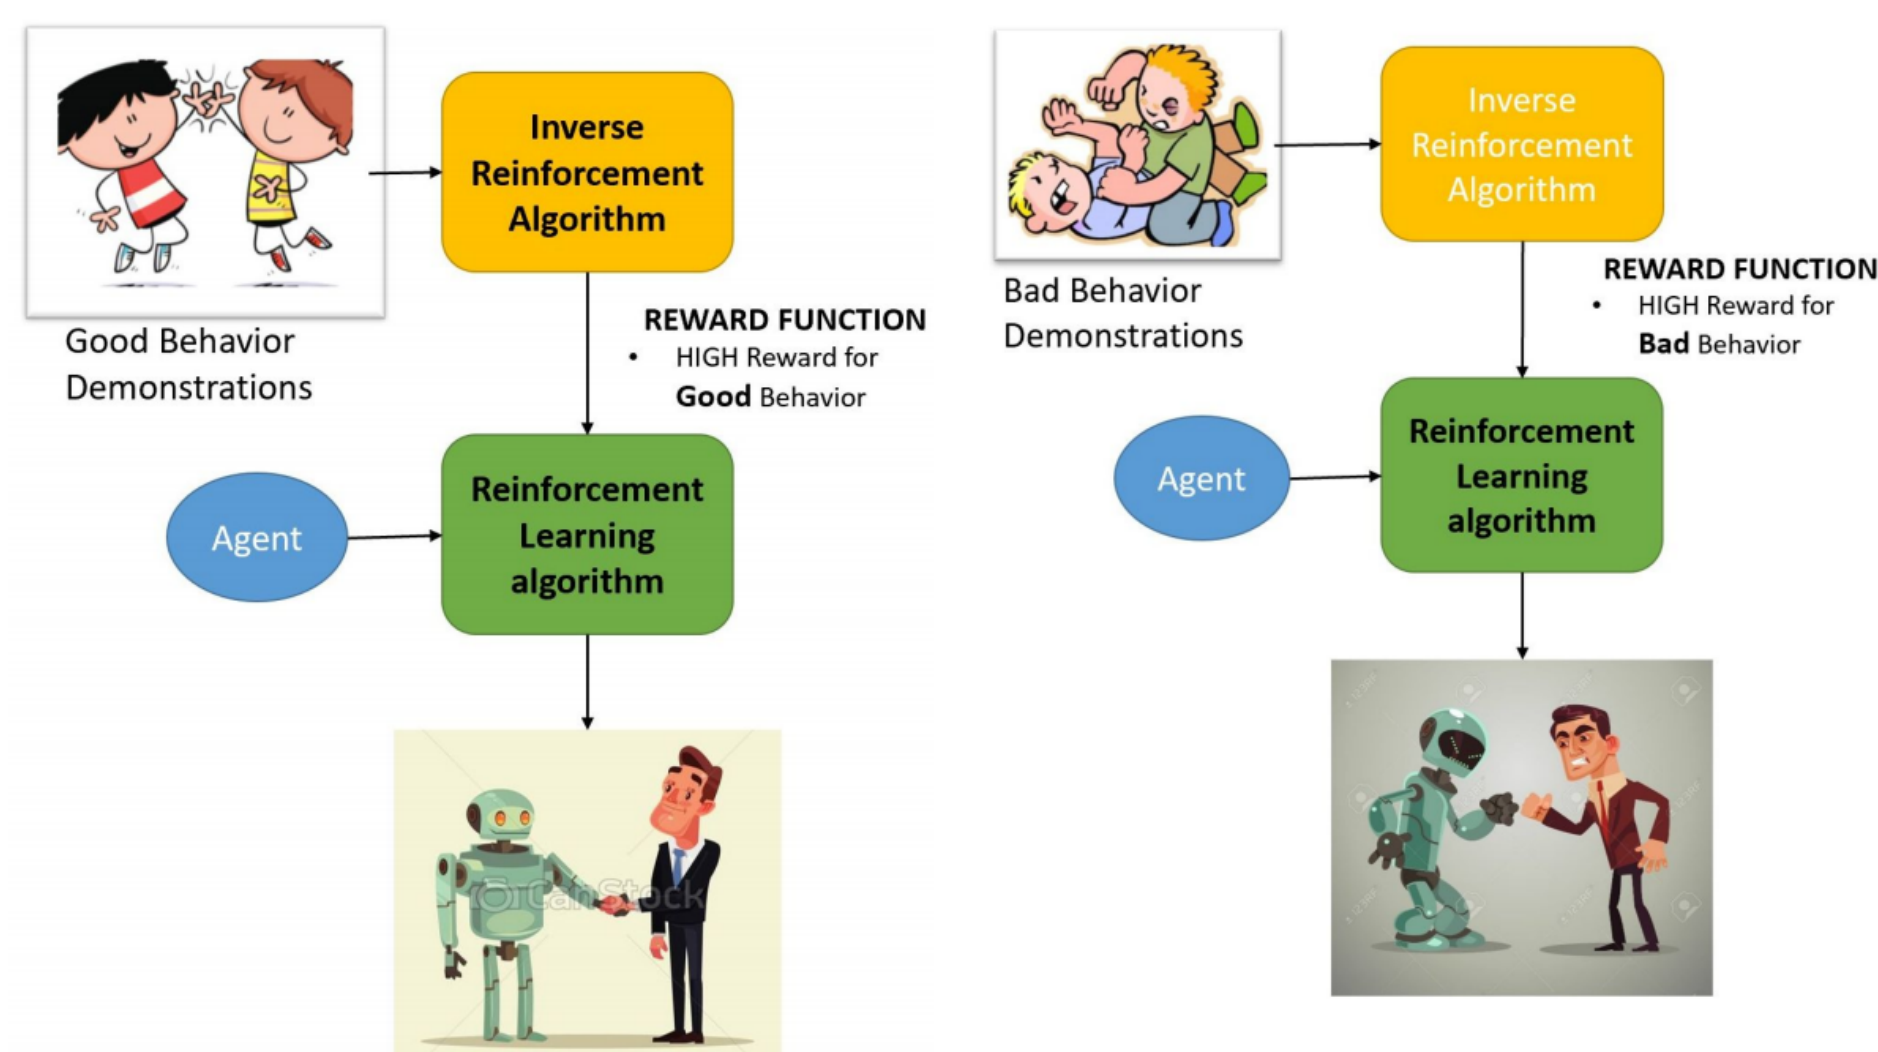 Good Behavior
Demonstrations
Inverse
Reinforcement
Algorithm
REWARD FUNCTION
• HIGH Reward for
Good Behavior
Agent
Reinforcement
Learning
algorithm
CanStock
Bad Behavior
Demonstrations
Inverse
Reinforcement
Algorithm
REWARD FUNCTION
• HIGH Reward for
Bad Behavior
Agent
Reinforcement
Learning
algorithm